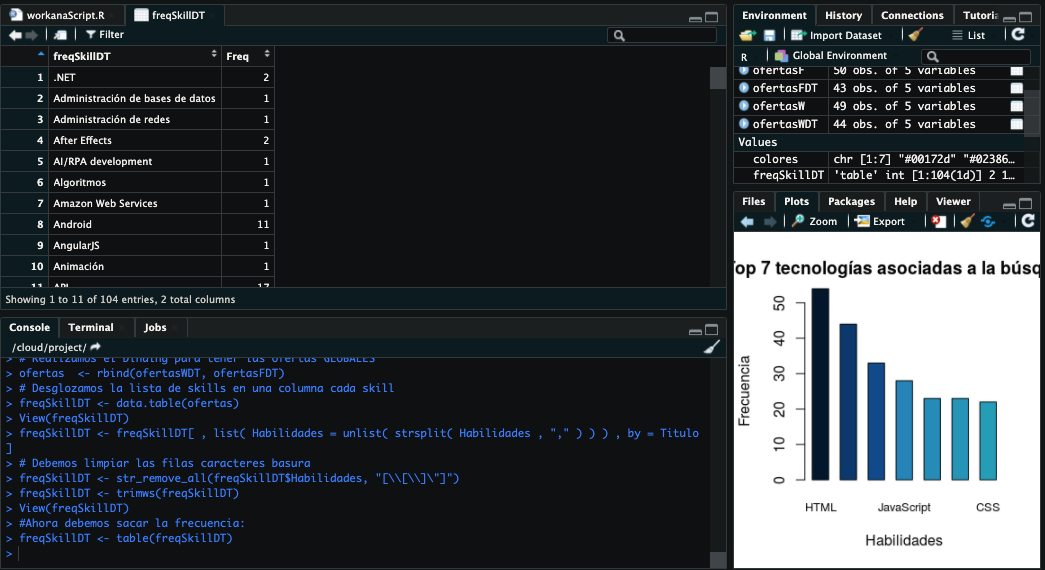 workanaScript.R
freqSkillDT
Filter
freqSkillDT Freq
1 .NET 2
2 Administración de bases de datos 1
3 Administración de redes 1
4 After Effects 2
5 AI/RPA development 1
6 Algoritmos 1
7 Amazon Web Services 1
8 Android 11
9 AngularJS 1
10 Animación 1
11 API 17
Showing 1 to 11 of 104 entries, 2 total columns
Console Terminal Jobs
/cloud/project/
> # Realizamos el binding para tener las ofertas GLOBALES
> ofertas  <- rbind(ofertasWDT, ofertasFDT)
> # Desglozamos la lista de skills en una columna cada skill
> freqSkillDT <- data.table(ofertas)
> View(freqSkillDT)
> freqSkillDT <- freqSkillDT[ , list( Habilidades = unlist( strsplit( Habilidades , "," ) ) ) , by = Titulo
]
> # Debemos limpiar las filas caracteres basura
> freqSkillDT <- str_remove_all(freqSkillDT$Habilidades, "[\\[\\]\"]")
> freqSkillDT <- trimws(freqSkillDT)
> View(freqSkillDT)
> #Ahora debemos sacar la frecuencia:
> freqSkillDT <- table(freqSkillDT)
>
Environment History Connections Tutoria
Import Dataset List
R Global Environment
ofertasF 50 obs. of 5 variables
ofertasFDT 43 obs. of 5 variables
ofertasW 49 obs. of 5 variables
ofertasWDT 44 obs. of 5 variables
Values
colores chr [1:7] "#00172d" "#02386…
freqSkillDT 'table' int [1:104(1d)] 2 1…
Files Plots Packages Help Viewer
Zoom Export
Top 7 tecnologías asociadas a la búsq
Frecuencia
50
40
30
20
10
0
HTML JavaScript CSS
Habilidades